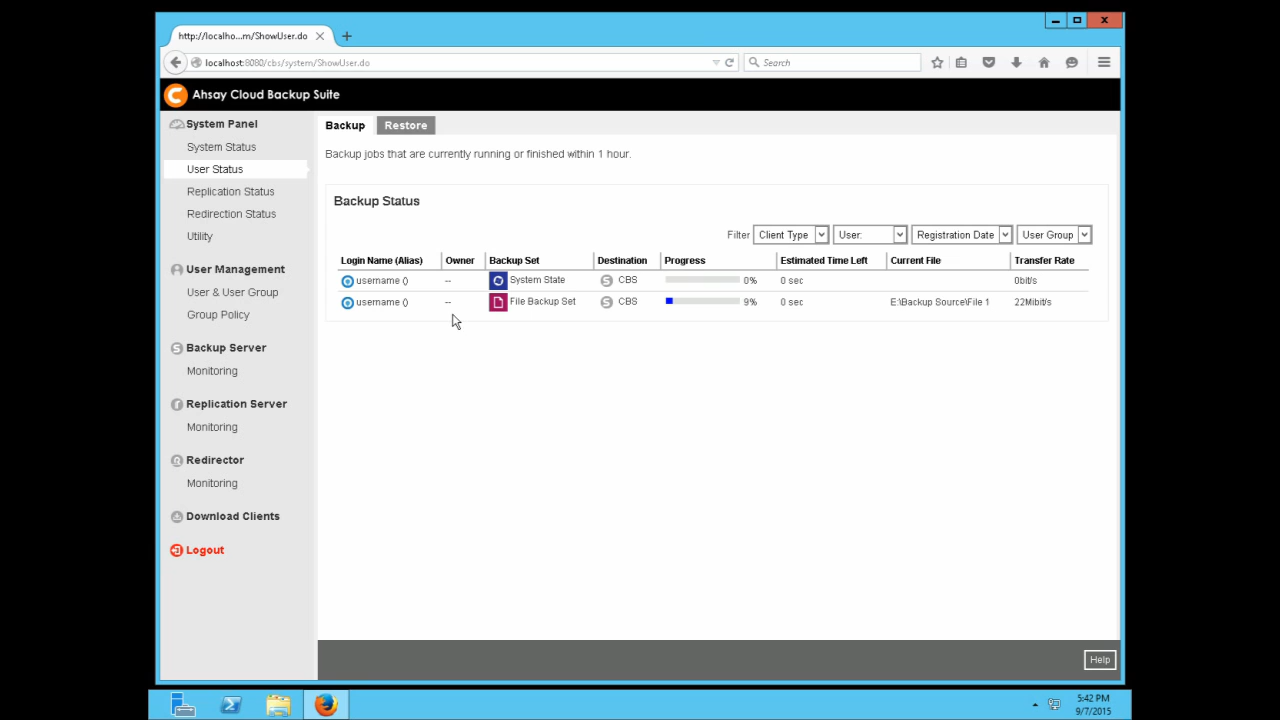 http://localho...m/ShowUser.do
localhost:8080/cbs/system/ShowUser.do
Search
Ahsay Cloud Backup Suite
System Panel
System Status
User Status
Replication Status
Redirection Status
Utility
User Management
User & User Group
Group Policy
Backup Server
Monitoring
Replication Server
Monitoring
Redirector
Monitoring
Download Clients
Logout
Backup Restore
Backup jobs that are currently running or finished within 1 hour.
Backup Status
Filter Client Type User: Registration Date User Group
Login Name (Alias) Owner Backup Set Destination Progress Estimated Time Left Current File Transfer Rate
username () -- System State CBS 0% 0 sec 0bit/s
username () -- File Backup Set CBS 9% 0 sec E:\Backup Source\File 1 22Mibit/s
Help
5:42 PM
9/7/2015